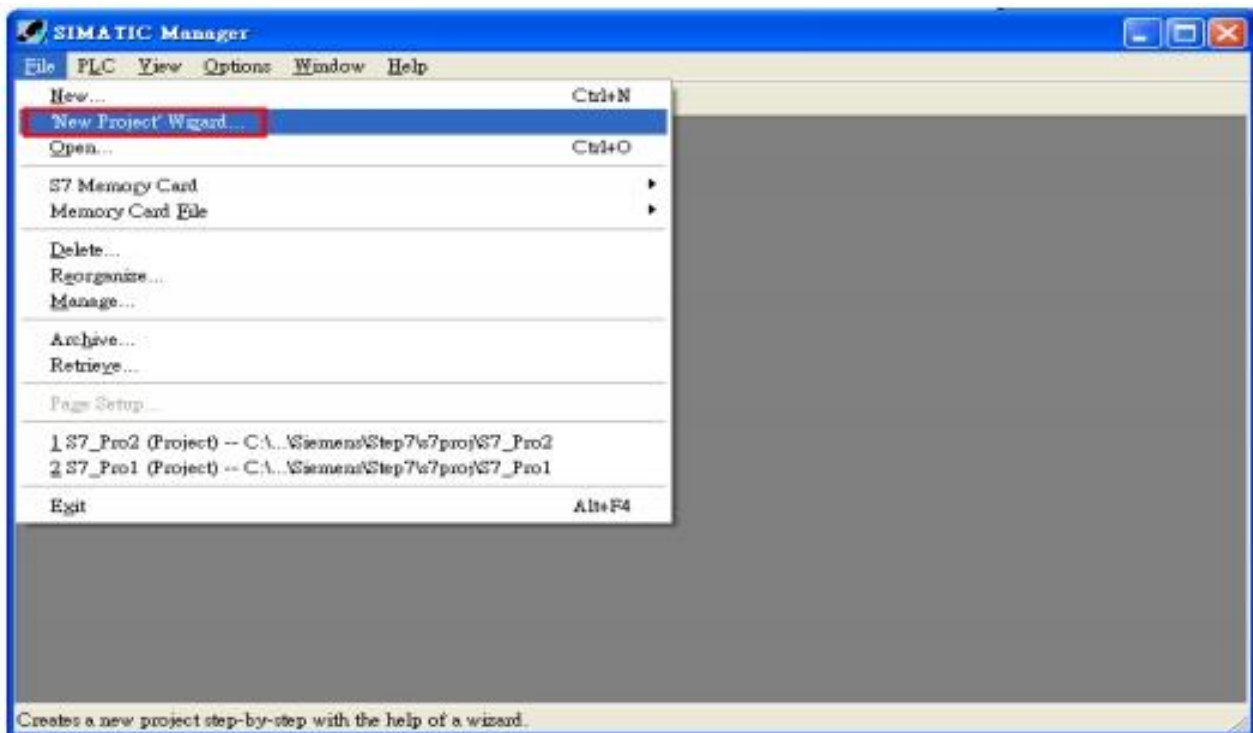 SIMATIC Manager
File PLC View Options Window Help
New... Ctrl+N
'New Project' Wizard...
Open... Ctrl+O
S7 Memory Card
Memory Card File
Delete...
Reorganize...
Manage...
Archive...
Retrieve...
Page Setup...
1 S7_Pro2 (Project) -- C:\...\Siemens\Step7\s7proj\S7_Pro2
2 S7_Pro1 (Project) -- C:\...\Siemens\Step7\s7proj\S7_Pro1
Exit Alt+F4
Creates a new project step-by-step with the help of a wizard.